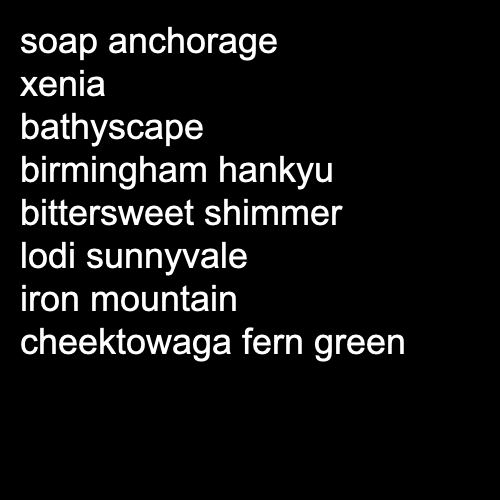 soap anchorage
xenia
bathyscape
birmingham hankyu
bittersweet shimmer
lodi sunnyvale
iron mountain
cheektowaga fern green